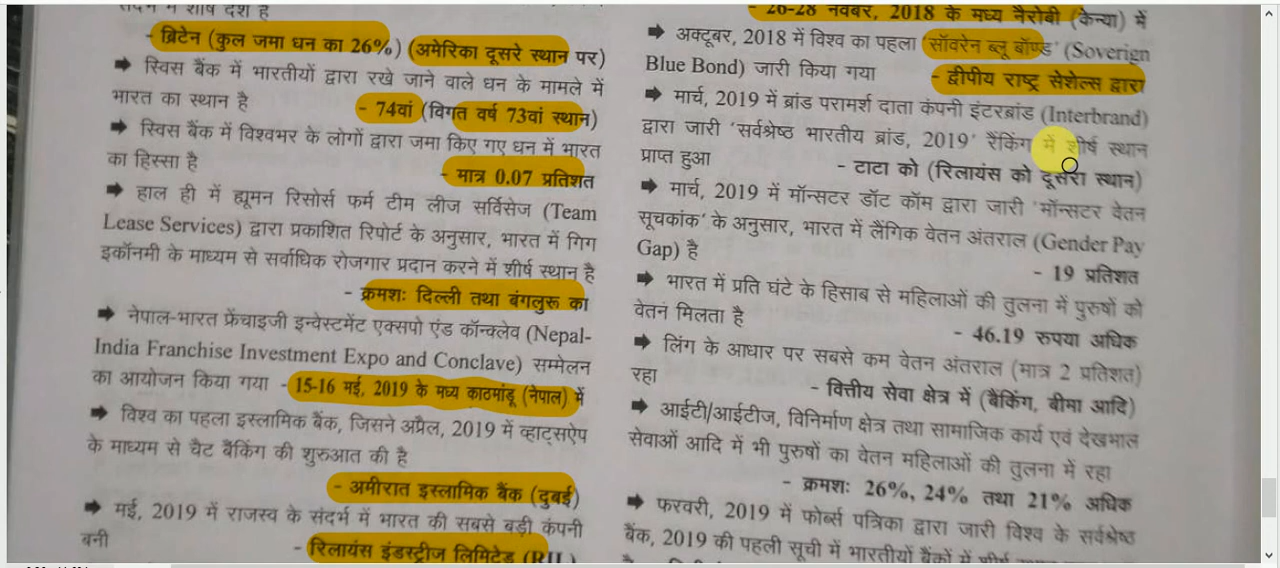 - ब्रिटेन (कुल जमा धन का 26%) (अमेरिका दूसरे स्थान पर)
➡ स्विस बैंक में भारतीयों द्वारा रखे जाने वाले धन के मामले में
भारत का स्थान है - 74वां (विगत वर्ष 73वां स्थान)
➡ स्विस बैंक में विश्वभर के लोगों द्वारा जमा किए गए धन में भारत
का हिस्सा है - मात्र 0.07 प्रतिशत
➡ हाल ही में ह्यूमन रिसोर्स फर्म टीम लीज सर्विसेज (Team
Lease Services) द्वारा प्रकाशित रिपोर्ट के अनुसार, भारत में गिग
इकॉनमी के माध्यम से सर्वाधिक रोजगार प्रदान करने में शीर्ष स्थान है
- क्रमशः दिल्ली तथा बंगलुरू का
➡ नेपाल-भारत फ्रेंचाइजी इन्वेस्टमेंट एक्सपो एंड कॉन्क्लेव (Nepal-
India Franchise Investment Expo and Conclave) सम्मेलन
का आयोजन किया गया - 15-16 मई, 2019 के मध्य काठमांडू (नेपाल) में
➡ विश्व का पहला इस्लामिक बैंक, जिसने अप्रैल, 2019 में व्हाट्सऐप
के माध्यम से चैट बैंकिंग की शुरुआत की है
- अमीरात इस्लामिक बैंक (दुबई)
➡ मई, 2019 में राजस्व के संदर्भ में भारत की सबसे बड़ी कंपनी
बनी - रिलायंस इंडस्ट्रीज लिमिटेड (RIL)
- 26-28 नवंबर, 2018 के मध्य नैरोबी (केन्या) में
➡ अक्टूबर, 2018 में विश्व का पहला 'सॉवरेन ब्लू बॉण्ड' (Soverign
Blue Bond) जारी किया गया - द्वीपीय राष्ट्र सेशेल्स द्वारा
➡ मार्च, 2019 में ब्रांड परामर्श दाता कंपनी इंटरब्रांड (Interbrand)
द्वारा जारी 'सर्वश्रेष्ठ भारतीय ब्रांड, 2019' रैंकिंग में शीर्ष स्थान
प्राप्त हुआ - टाटा को (रिलायंस को दूसरा स्थान)
➡ मार्च, 2019 में मॉन्सटर डॉट कॉम द्वारा जारी 'मॉन्सटर वेतन
सूचकांक' के अनुसार, भारत में लैंगिक वेतन अंतराल (Gender Pay
Gap) है - 19 प्रतिशत
➡ भारत में प्रति घंटे के हिसाब से महिलाओं की तुलना में पुरुषों को
वेतन मिलता है - 46.19 रुपया अधिक
➡ लिंग के आधार पर सबसे कम वेतन अंतराल (मात्र 2 प्रतिशत)
रहा - वित्तीय सेवा क्षेत्र में (बैंकिंग, बीमा आदि)
➡ आईटी/आईटीज, विनिर्माण क्षेत्र तथा सामाजिक कार्य एवं देखभाल
सेवाओं आदि में भी पुरुषों का वेतन महिलाओं की तुलना में रहा
- क्रमशः 26%, 24% तथा 21% अधिक
➡ फरवरी, 2019 में फोर्ब्स पत्रिका द्वारा जारी विश्व के सर्वश्रेष्ठ
बैंक, 2019 की पहली सूची में भारतीयों बैंकों में शीर्ष